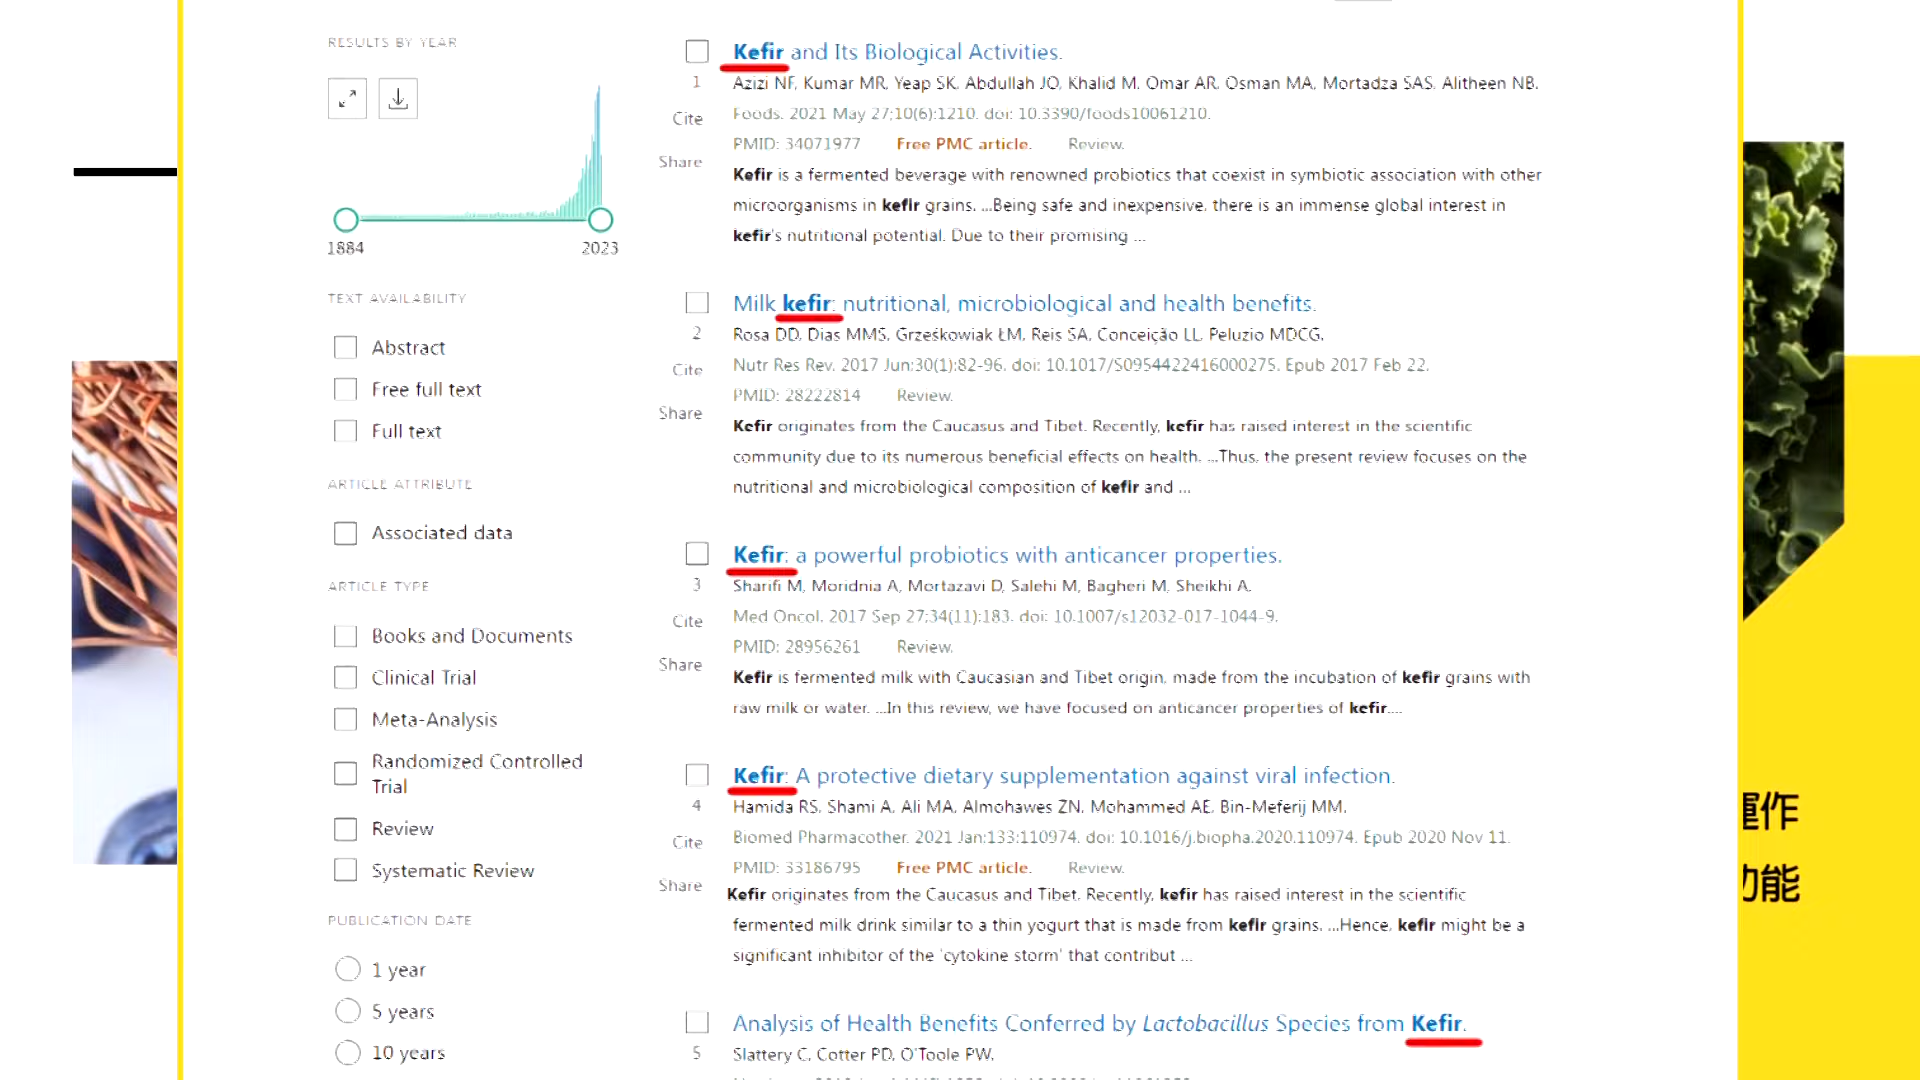 RESULTS BY YEAR
1884
2023
TEXT AVAILABILITY
Abstract
Free full text
Full text
ARTICLE ATTRIBUTE
Associated data
ARTICLE TYPE
Books and Documents
Clinical Trial
Meta-Analysis
Randomized Controlled
Trial
Review
Systematic Review
PUBLICATION DATE
1 year
5 years
10 years
Kefir and Its Biological Activities.
1
Azizi NF, Kumar MR, Yeap SK, Abdullah JO, Khalid M, Omar AR, Osman MA, Mortadza SAS, Alitheen NB.
Cite
Foods. 2021 May 27;10(6):1210. doi: 10.3390/foods10061210.
PMID: 34071977 Free PMC article. Review.
Share
Kefir is a fermented beverage with renowned probiotics that coexist in symbiotic association with other
microorganisms in kefir grains. ...Being safe and inexpensive, there is an immense global interest in
kefir's nutritional potential. Due to their promising ...
Milk kefir: nutritional, microbiological and health benefits.
2
Rosa DD, Dias MMS, Grześkowiak ŁM, Reis SA, Conceição LL, Peluzio MDCG.
Cite
Nutr Res Rev. 2017 Jun;30(1):82-96. doi: 10.1017/S0954422416000275. Epub 2017 Feb 22.
PMID: 28222814 Review.
Share
Kefir originates from the Caucasus and Tibet. Recently, kefir has raised interest in the scientific
community due to its numerous beneficial effects on health. ...Thus, the present review focuses on the
nutritional and microbiological composition of kefir and ...
Kefir: a powerful probiotics with anticancer properties.
3
Sharifi M, Moridnia A, Mortazavi D, Salehi M, Bagheri M, Sheikhi A.
Cite
Med Oncol. 2017 Sep 27;34(11):183. doi: 10.1007/s12032-017-1044-9.
PMID: 28956261 Review.
Share
Kefir is fermented milk with Caucasian and Tibet origin, made from the incubation of kefir grains with
raw milk or water. ...In this review, we have focused on anticancer properties of kefir....
Kefir: A protective dietary supplementation against viral infection.
4
Hamida RS, Shami A, Ali MA, Almohawes ZN, Mohammed AE, Bin-Meferij MM.
Cite
Biomed Pharmacother. 2021 Jan;133:110974. doi: 10.1016/j.biopha.2020.110974. Epub 2020 Nov 11.
PMID: 33186795 Free PMC article. Review.
Share
Kefir originates from the Caucasus and Tibet. Recently, kefir has raised interest in the scientific
fermented milk drink similar to a thin yogurt that is made from kefir grains. ...Hence, kefir might be a
significant inhibitor of the 'cytokine storm' that contribut ...
Analysis of Health Benefits Conferred by Lactobacillus Species from Kefir.
5
Slattery C, Cotter PD, O'Toole PW.
運作
功能